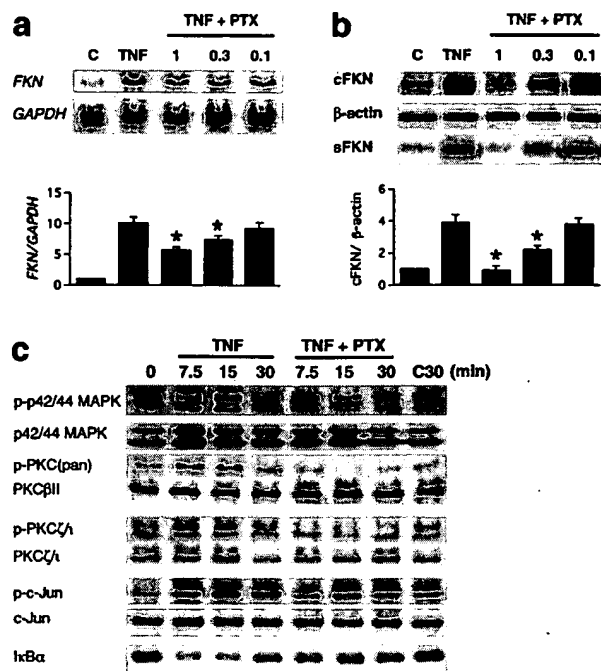 a
TNF + PTX
C TNF 1 0.3 0.1
FKN
GAPDH
FKN/GAPDH
15
10
5
0
* *
b
TNF + PTX
C TNF 1 0.3 0.1
cFKN
β-actin
sFKN
cFKN/ β-actin
6
4
2
0
* *
c
TNF TNF + PTX
0 7.5 15 30 7.5 15 30 C30 (min)
p-p42/44 MAPK
p42/44 MAPK
p-PKC(pan)
PKCβII
p-PKCζ/ι
PKCζ/ι
p-c-Jun
c-Jun
IκBα